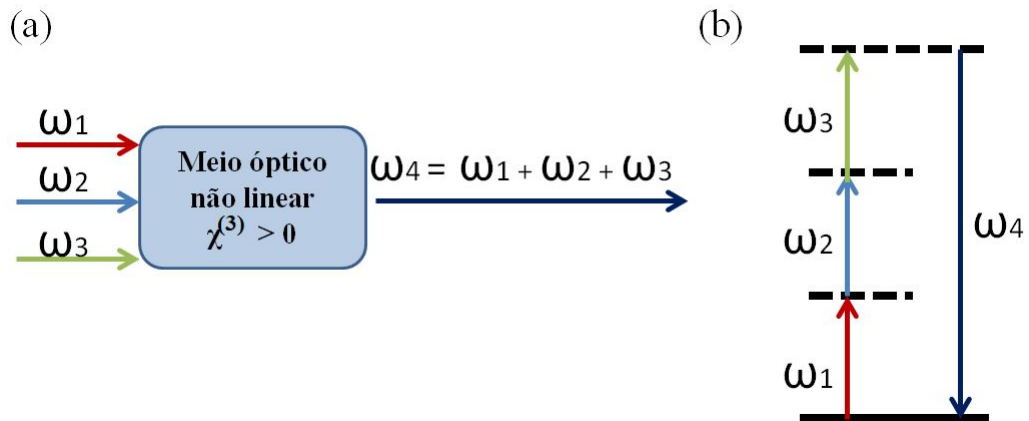 (a)
ω1
ω2
ω3
Meio óptico
não linear
χ(3) > 0
ω4 = ω1 + ω2 + ω3
(b)
ω3
ω2
ω1
ω4